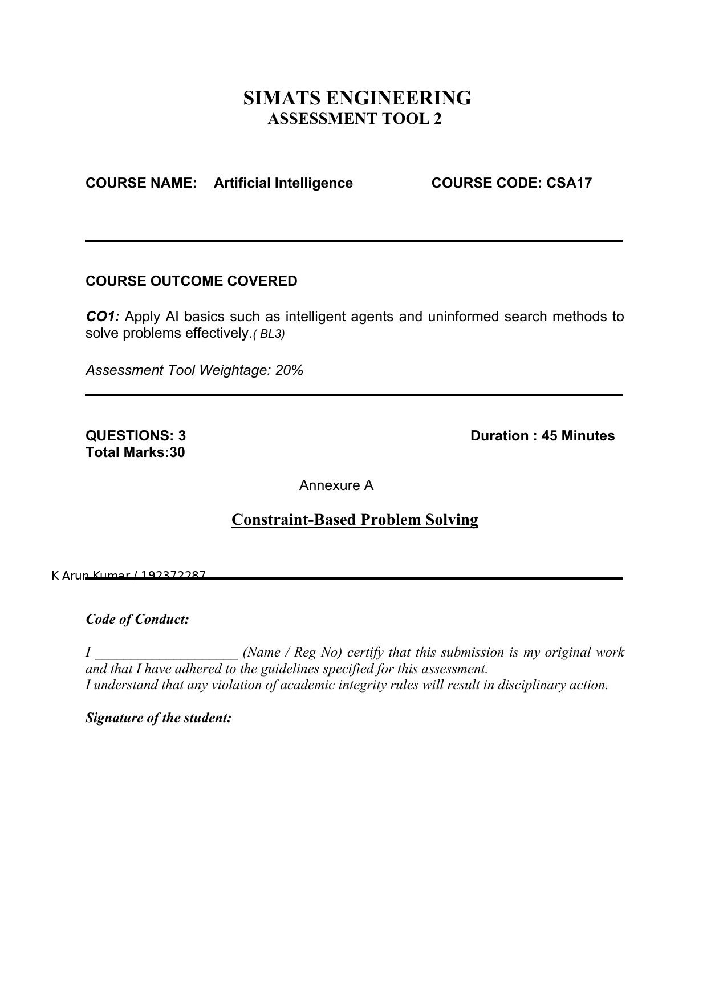 SIMATS ENGINEERING
ASSESSMENT TOOL 2
COURSE NAME: Artificial Intelligence COURSE CODE: CSA17
COURSE OUTCOME COVERED
CO1: Apply AI basics such as intelligent agents and uninformed search methods to
solve problems effectively.( BL3)
Assessment Tool Weightage: 20%
QUESTIONS: 3 Duration : 45 Minutes
Total Marks:30
Annexure A
Constraint-Based Problem Solving
K Arun Kumar / 192372287
Code of Conduct:
I ____________________ (Name / Reg No) certify that this submission is my original work
and that I have adhered to the guidelines specified for this assessment.
I understand that any violation of academic integrity rules will result in disciplinary action.
Signature of the student: